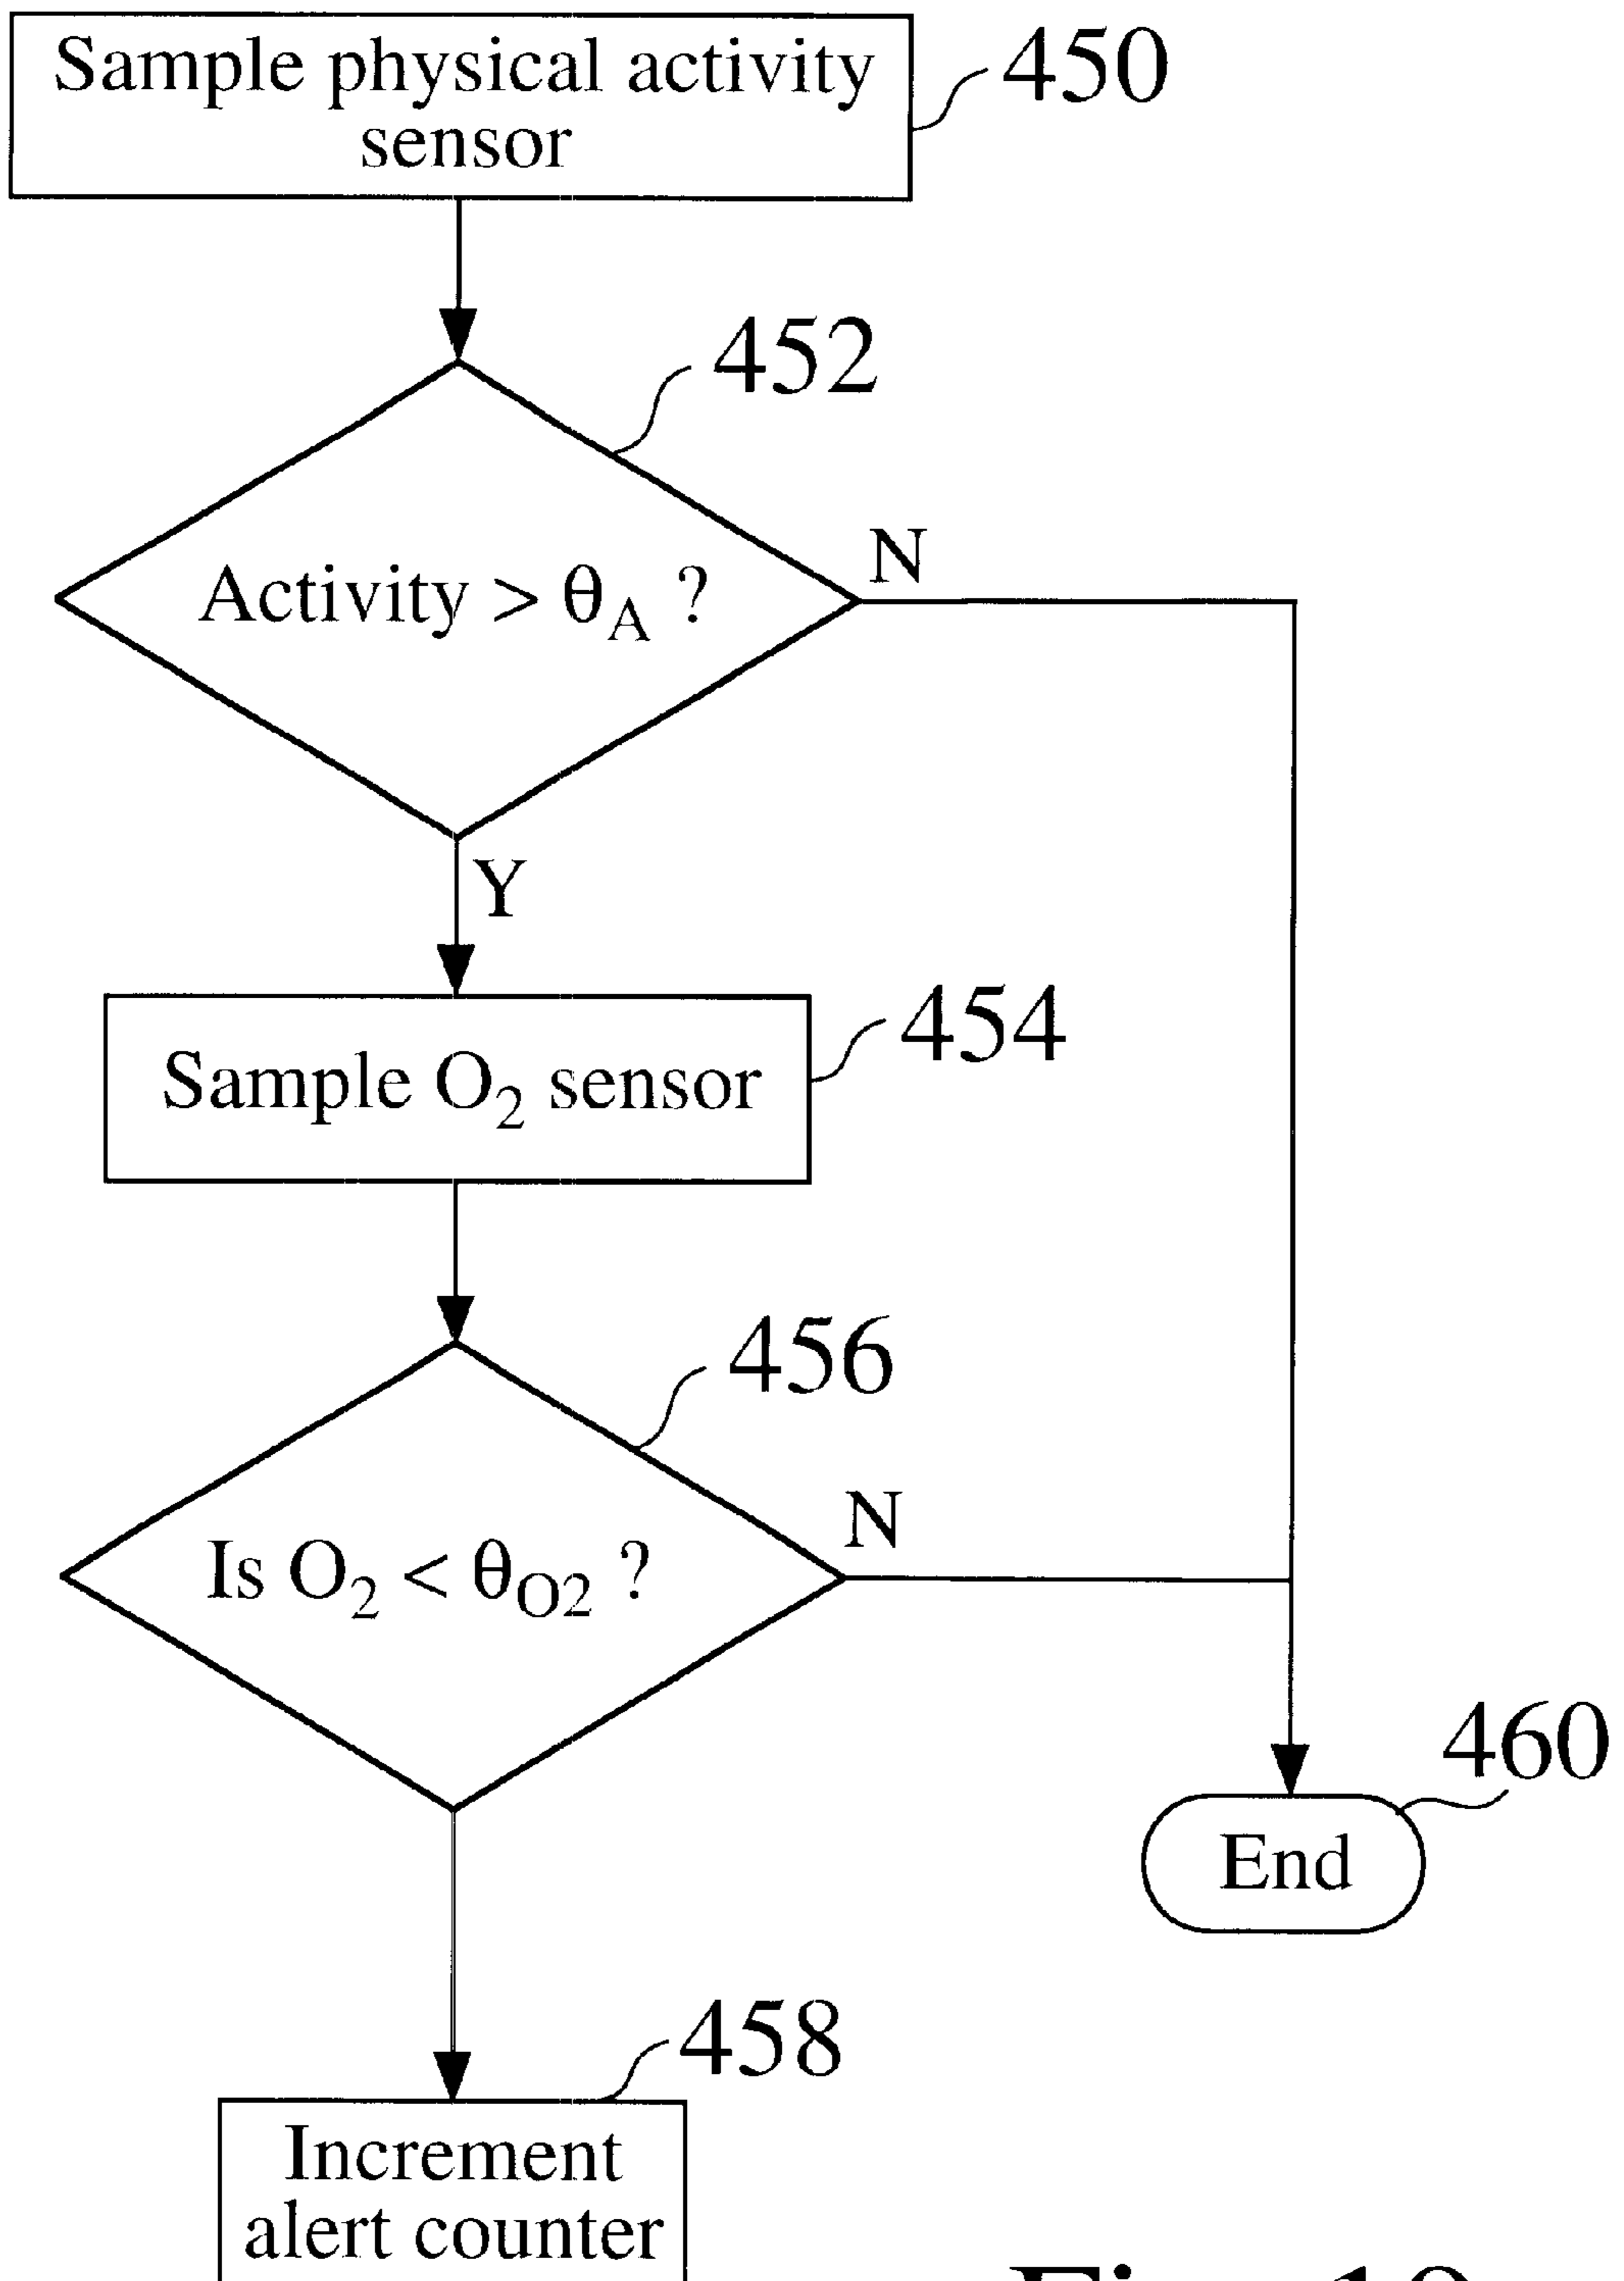 Sample physical activity
sensor
450
452
Activity > θA ?
N
Y
Sample O2 sensor
454
456
Is O2 < θO2 ?
N
460
End
458
Increment
alert counter